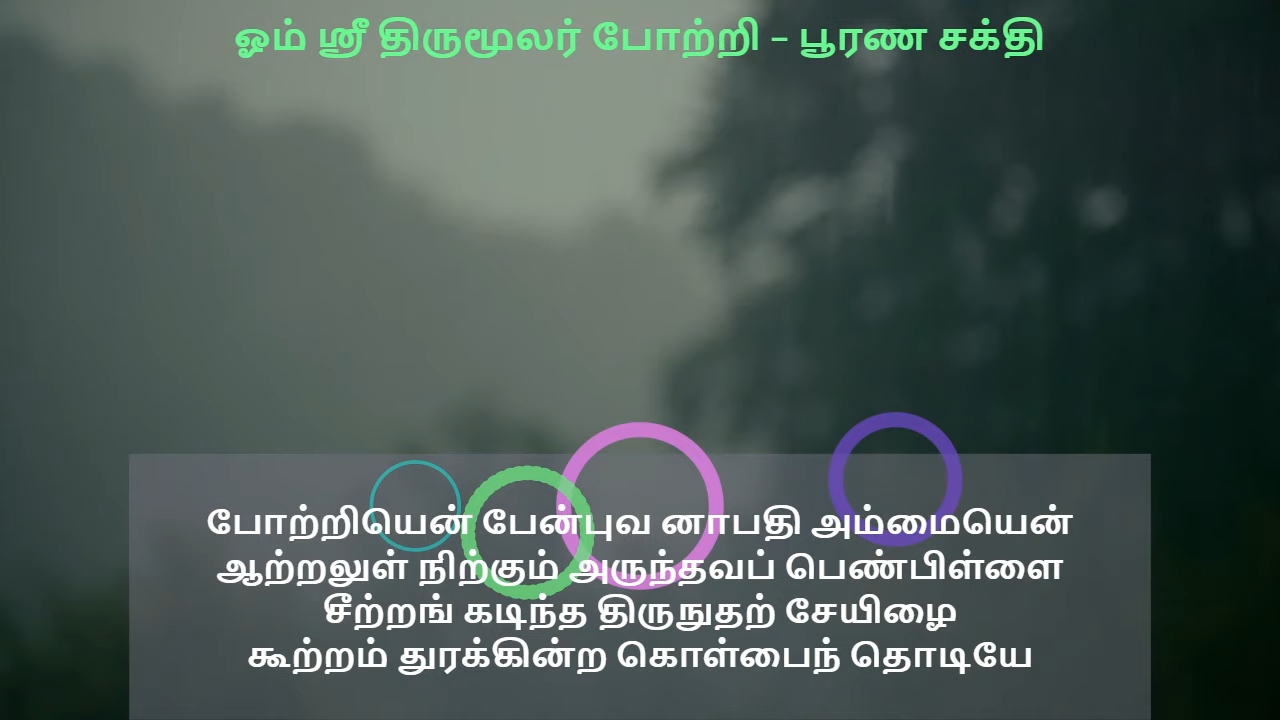 ஓம் ஸ்ரீ திருமூலர் போற்றி – பூரண சக்தி
போற்றியென் பேன்புவ னாபதி அம்மையென்
ஆற்றலுள் நிற்கும் அருந்தவப் பெண்பிள்ளை
சீற்றங் கடிந்த திருநுதற் சேயிழை
கூற்றம் துரக்கின்ற கொள்பைந் தொடியே